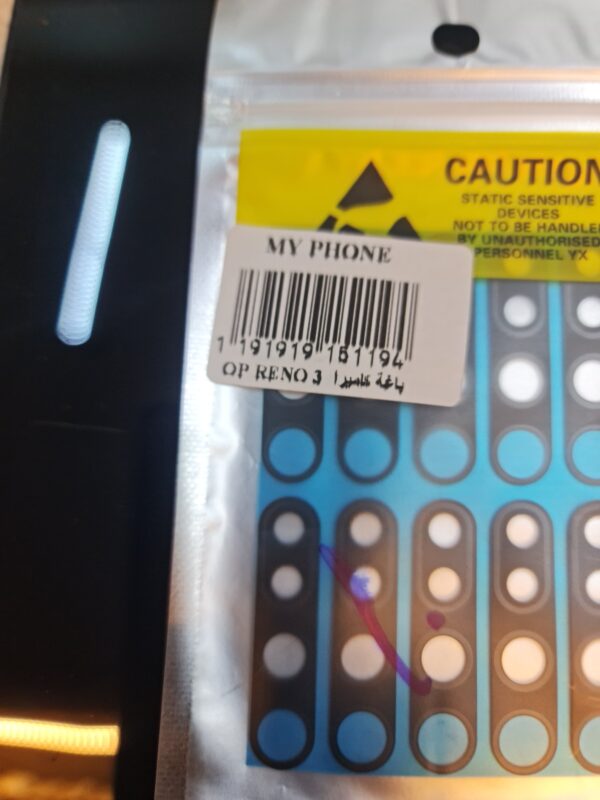 CAUTION
STATIC SENSITIVE
DEVICES
NOT TO BE HANDLE
BY UNAUTHORISED
PERSONNEL YX
MY PHONE
1 191919 151194
OP RENO 3 باغة كاميرا